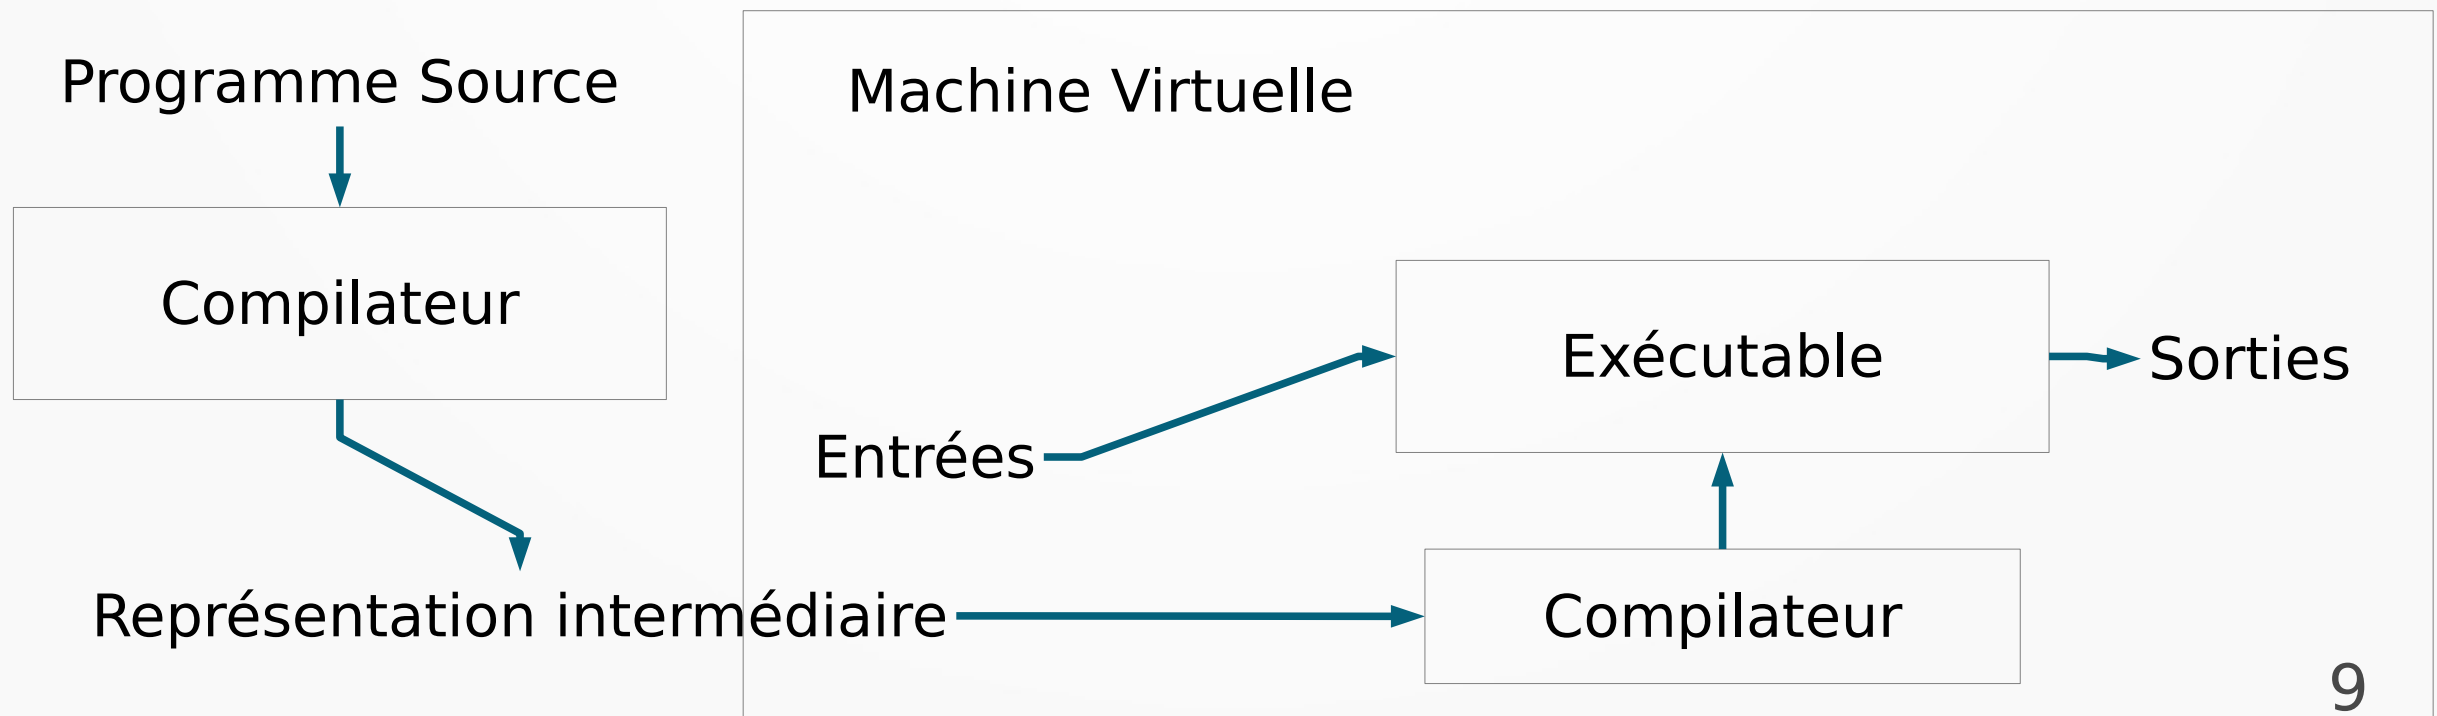 Programme Source
Machine Virtuelle
Compilateur
Exécutable
Sorties
Entrées
Représentation intermédiaire
Compilateur
9